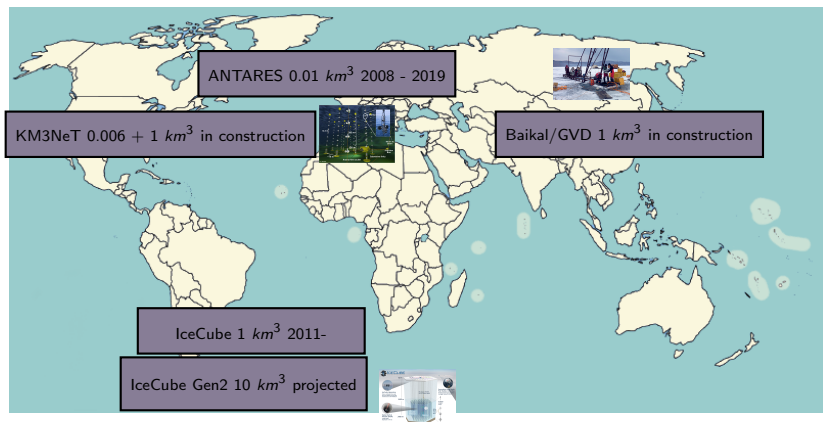 ANTARES 0.01 km³ 2008 - 2019
KM3NeT 0.006 + 1 km³ in construction
Baikal/GVD 1 km³ in construction
IceCube 1 km³ 2011-
IceCube Gen2 10 km³ projected